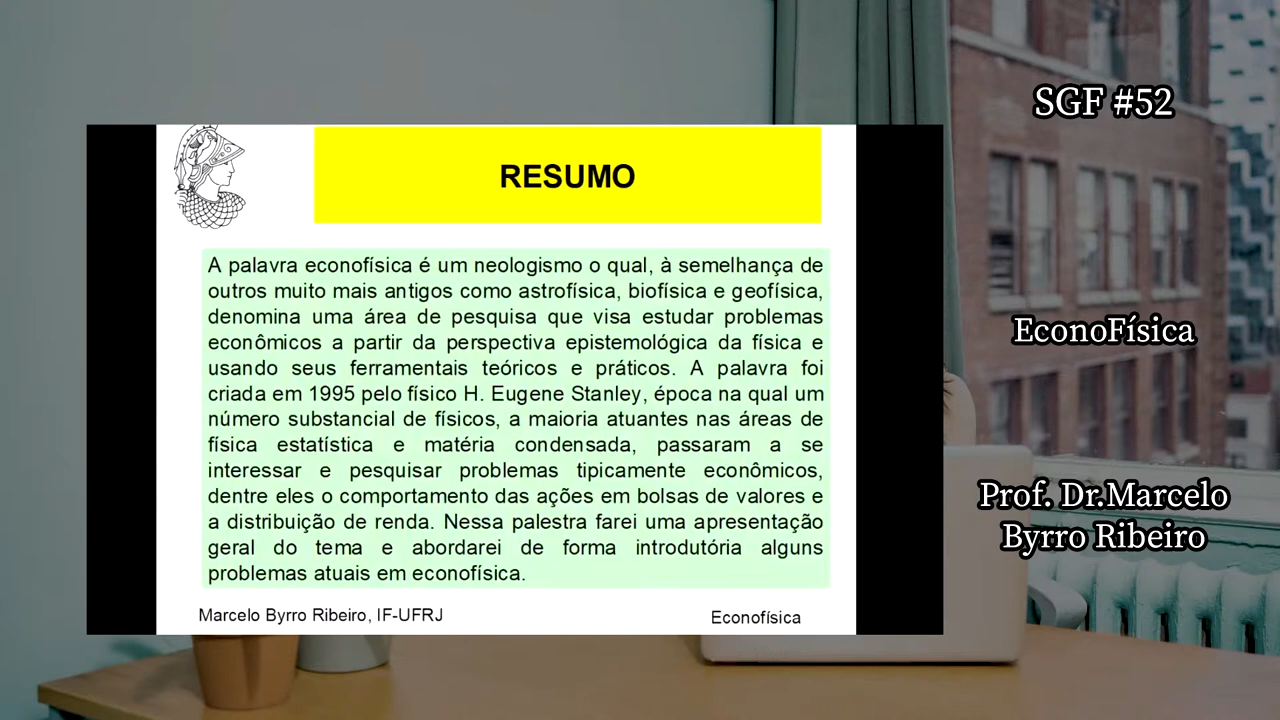 RESUMO
A palavra econofísica é um neologismo o qual, à semelhança de
outros muito mais antigos como astrofísica, biofísica e geofísica,
denomina uma área de pesquisa que visa estudar problemas
econômicos a partir da perspectiva epistemológica da física e
usando seus ferramentais teóricos e práticos. A palavra foi
criada em 1995 pelo físico H. Eugene Stanley, época na qual um
número substancial de físicos, a maioria atuantes nas áreas de
física estatística e matéria condensada, passaram a se
interessar e pesquisar problemas tipicamente econômicos,
dentre eles o comportamento das ações em bolsas de valores e
a distribuição de renda. Nessa palestra farei uma apresentação
geral do tema e abordarei de forma introdutória alguns
problemas atuais em econofísica.
Marcelo Byrro Ribeiro, IF-UFRJ
Econofísica
SGF #52
EconoFísica
Prof. Dr.Marcelo
Byrro Ribeiro